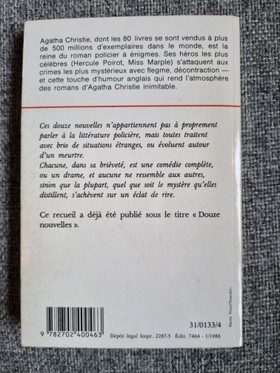 Agatha Christie, dont les 80 livres se sont vendus à plus
de 500 millions d'exemplaires dans le monde, est la
reine du roman policier à énigmes. Ses héros les plus
célèbres (Hercule Poirot, Miss Marple) s'attaquent aux
crimes les plus mystérieux avec flegme, décontraction —
et cette touche d'humour anglais qui rend l'atmosphère
des romans d'Agatha Christie inimitable.
Ces douze nouvelles n'appartiennent pas à proprement
parler à la littérature policière, mais toutes traitent
avec brio de situations étranges, ou évoluent autour
d'un meurtre.
Chacune, dans sa brièveté, est une comédie complète,
ou un drame, et aucune ne ressemble aux autres,
sinon que la plupart, quel que soit le mystère qu'elles
distillent, s'achèvent sur un éclat de rire.
Ce recueil a déjà été publié sous le titre « Douze
nouvelles ».
31/0133/4
9 782702 400463
Dépôt légal Impr. 2287-5 Édit. 7464 - 1/1988